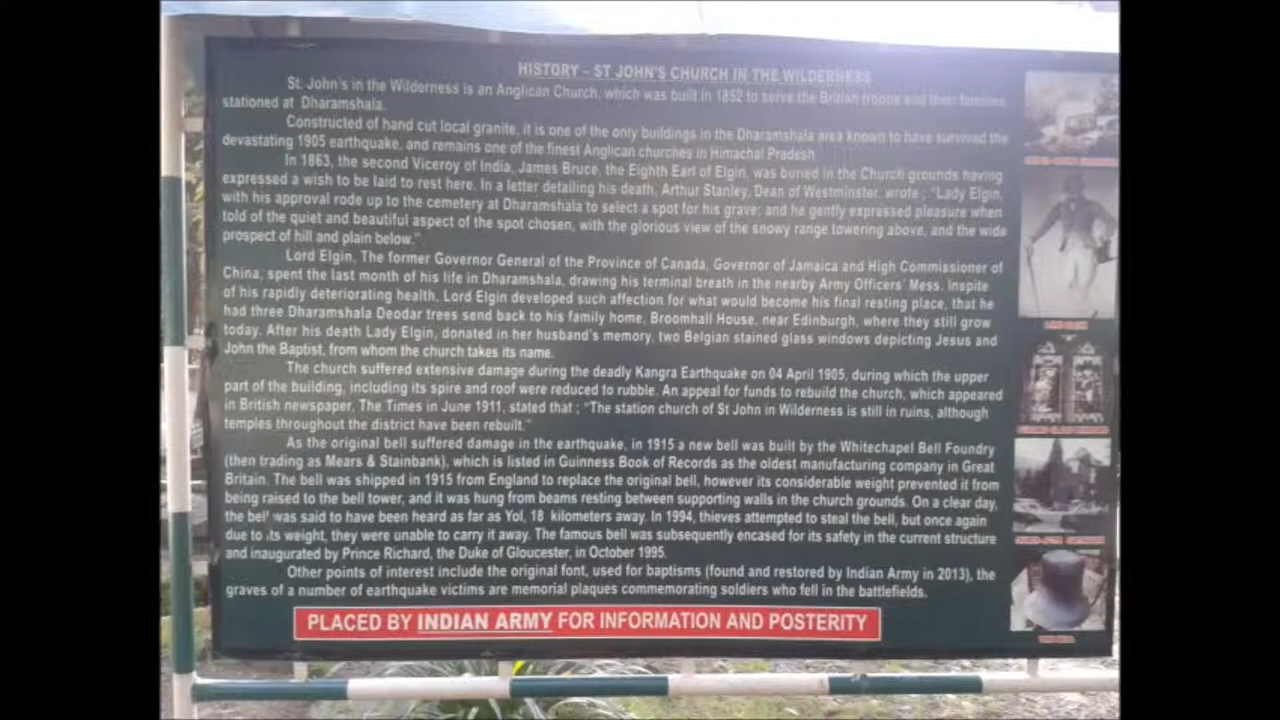 HISTORY – ST JOHN'S CHURCH IN THE WILDERNESS
St. John's in the Wilderness is an Anglican Church, which was built in 1852 to serve the British troops and their families
stationed at Dharamshala.
Constructed of hand cut local granite, it is one of the only buildings in the Dharamshala area known to have survived the
devastating 1905 earthquake, and remains one of the finest Anglican churches in Himachal Pradesh
In 1863, the second Viceroy of India, James Bruce, the Eighth Earl of Elgin, was buried in the Church grounds having
expressed a wish to be laid to rest here. In a letter detailing his death, Arthur Stanley, Dean of Westminster, wrote ; "Lady Elgin,
with his approval rode up to the cemetery at Dharamshala to select a spot for his grave; and he gently expressed pleasure when
told of the quiet and beautiful aspect of the spot chosen, with the glorious view of the snowy range towering above, and the wide
prospect of hill and plain below."
Lord Elgin, The former Governor General of the Province of Canada, Governor of Jamaica and High Commissioner of
China, spent the last month of his life in Dharamshala, drawing his terminal breath in the nearby Army Officers' Mess. Inspite
of his rapidly deteriorating health, Lord Elgin developed such affection for what would become his final resting place, that he
had three Dharamshala Deodar trees send back to his family home, Broomhall House, near Edinburgh, where they still grow
today. After his death Lady Elgin, donated in her husband's memory, two Belgian stained glass windows depicting Jesus and
John the Baptist, from whom the church takes its name.
The church suffered extensive damage during the deadly Kangra Earthquake on 04 April 1905, during which the upper
part of the building, including its spire and roof were reduced to rubble. An appeal for funds to rebuild the church, which appeared
in British newspaper, The Times in June 1911, stated that ; "The station church of St John in Wilderness is still in ruins, although
temples throughout the district have been rebuilt."
As the original bell suffered damage in the earthquake, in 1915 a new bell was built by the Whitechapel Bell Foundry
(then trading as Mears & Stainbank), which is listed in Guinness Book of Records as the oldest manufacturing company in Great
Britain. The bell was shipped in 1915 from England to replace the original bell, however its considerable weight prevented it from
being raised to the bell tower, and it was hung from beams resting between supporting walls in the church grounds. On a clear day,
the bell was said to have been heard as far as Yol, 18 kilometers away. In 1994, thieves attempted to steal the bell, but once again
due to its weight, they were unable to carry it away. The famous bell was subsequently encased for its safety in the current structure
and inaugurated by Prince Richard, the Duke of Gloucester, in October 1995.
Other points of interest include the original font, used for baptisms (found and restored by Indian Army in 2013), the
graves of a number of earthquake victims are memorial plaques commemorating soldiers who fell in the battlefields.
PLACED BY INDIAN ARMY FOR INFORMATION AND POSTERITY